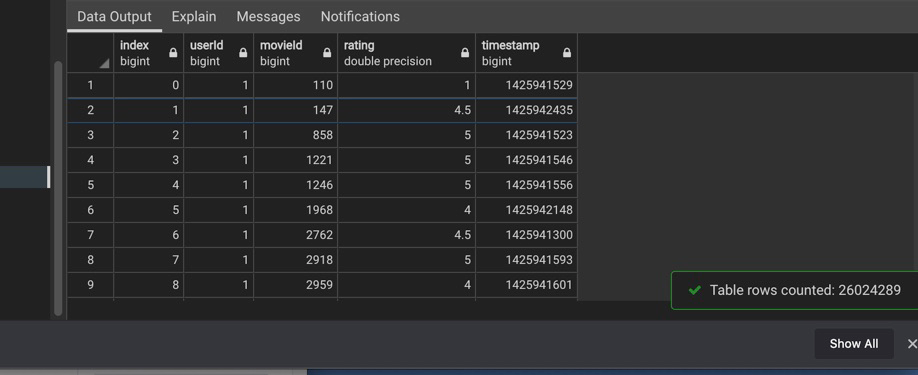 Data Output Explain Messages Notifications
index userId movieId rating timestamp
bigint bigint bigint double precision bigint
1 0 1 110 1 1425941529
2 1 1 147 4.5 1425942435
3 2 1 858 5 1425941523
4 3 1 1221 5 1425941546
5 4 1 1246 5 1425941556
6 5 1 1968 4 1425942148
7 6 1 2762 4.5 1425941300
8 7 1 2918 5 1425941593
9 8 1 2959 4 1425941601
Table rows counted: 26024289
Show All